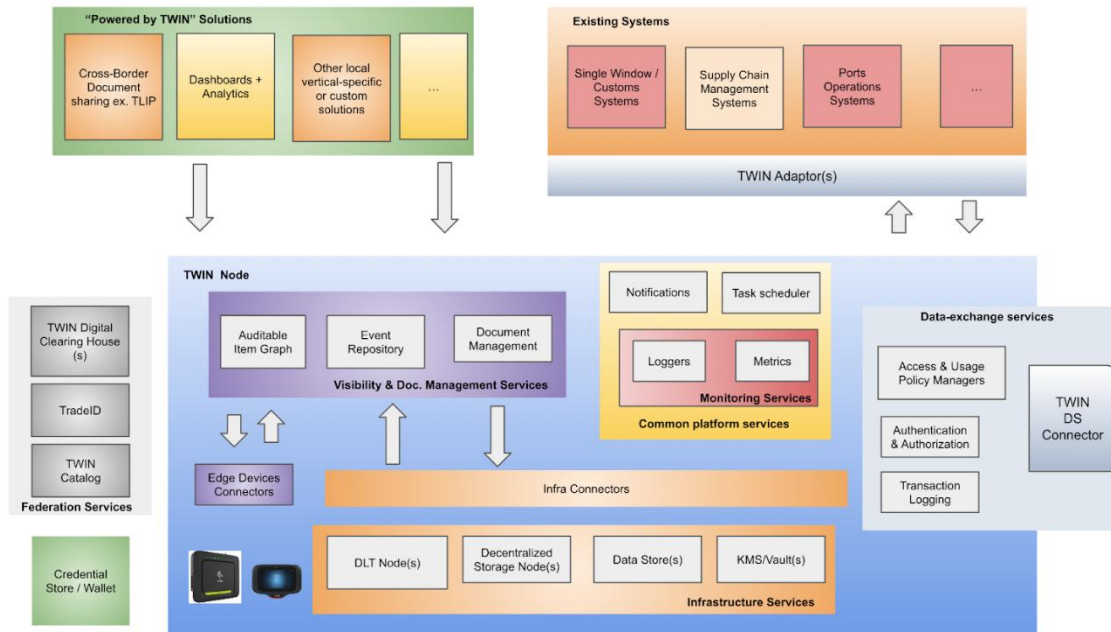 “Powered by TWIN” Solutions
Cross-Border
Document
sharing ex. TLIP
Dashboards +
Analytics
Other local
vertical-specific
or custom
solutions
...
Existing Systems
Single Window /
Customs
Systems
Supply Chain
Management
Systems
Ports
Operations
Systems
...
TWIN Adaptor(s)
TWIN Node
Auditable
Item Graph
Event
Repository
Document
Management
Visibility & Doc. Management Services
Notifications
Task scheduler
Loggers
Metrics
Monitoring Services
Common platform services
Data-exchange services
Access & Usage
Policy Managers
Authentication
& Authorization
Transaction
Logging
TWIN
DS
Connector
TWIN Digital
Clearing House
(s)
TradeID
TWIN
Catalog
Federation Services
Edge Devices
Connectors
Infra Connectors
DLT Node(s)
Decentralized
Storage Node(s)
Data Store(s)
KMS/Vault(s)
Infrastructure Services
Credential
Store / Wallet